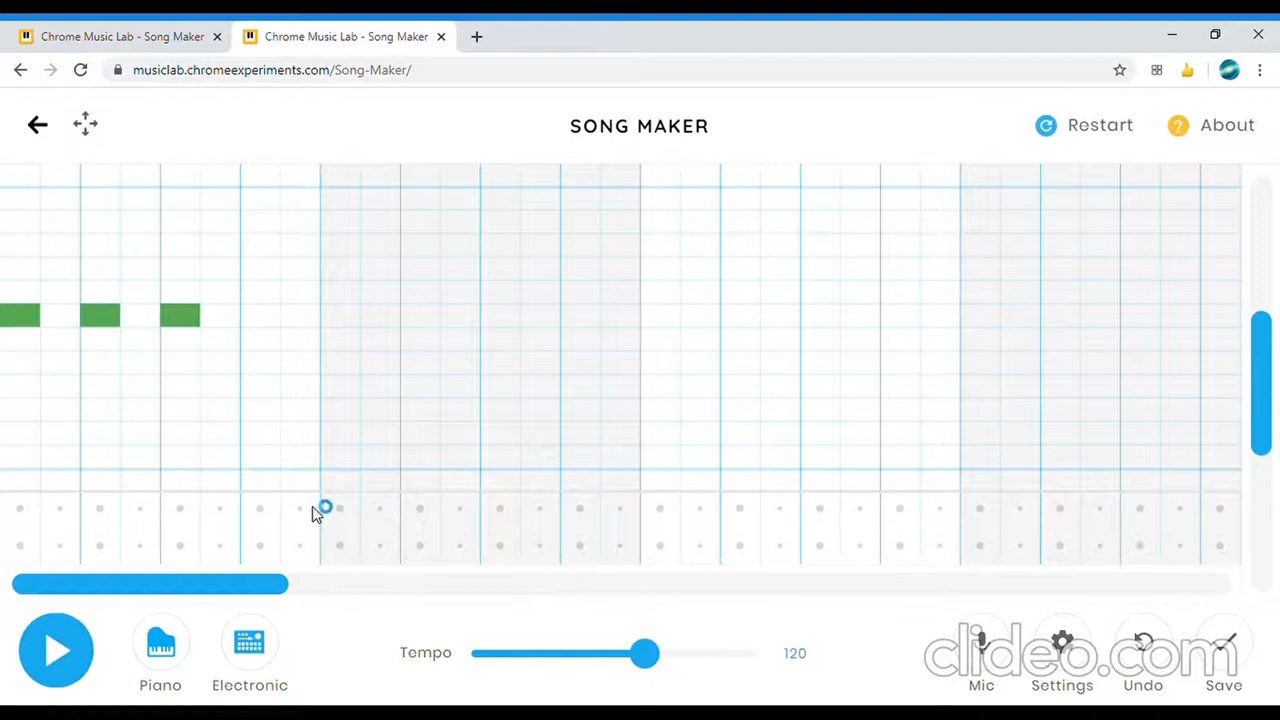 Chrome Music Lab - Song Maker
Chrome Music Lab - Song Maker
musiclab.chromeexperiments.com/Song-Maker/
SONG MAKER
Restart
About
Piano
Electronic
Tempo
120
Mic
Settings
Undo
Save
clideo.com